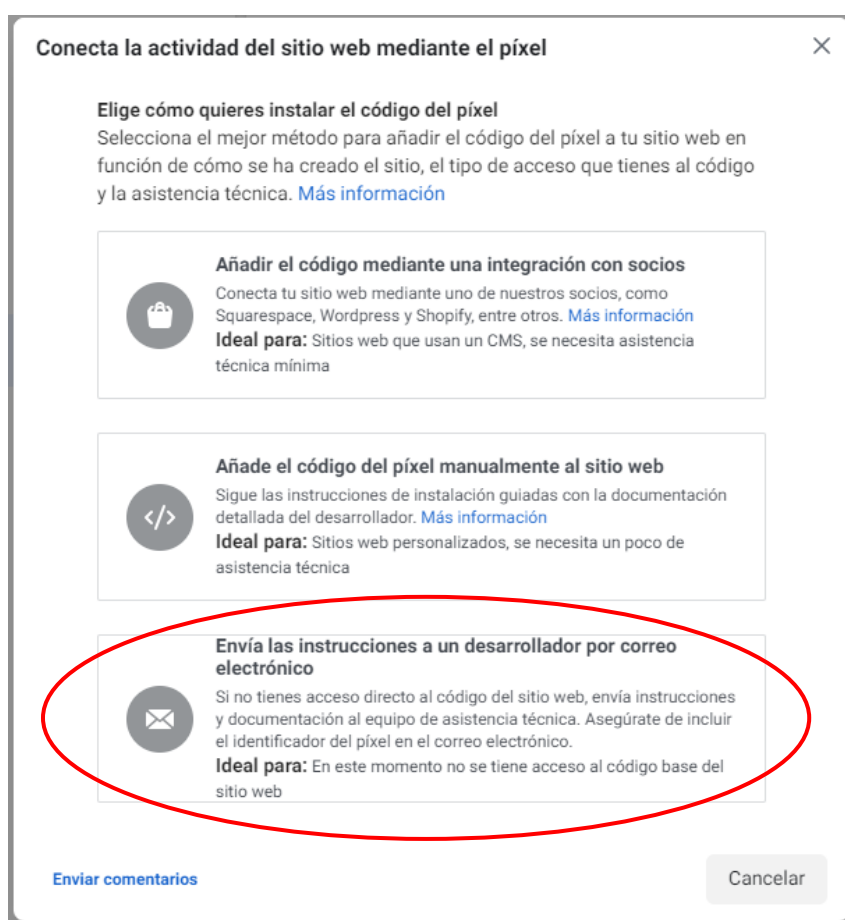 Conecta la actividad del sitio web mediante el píxel
Elige cómo quieres instalar el código del píxel
Selecciona el mejor método para añadir el código del píxel a tu sitio web en
función de cómo se ha creado el sitio, el tipo de acceso que tienes al código
y la asistencia técnica. Más información
Añadir el código mediante una integración con socios
Conecta tu sitio web mediante uno de nuestros socios, como
Squarespace, Wordpress y Shopify, entre otros. Más información
Ideal para: Sitios web que usan un CMS, se necesita asistencia
técnica mínima
Añade el código del píxel manualmente al sitio web
Sigue las instrucciones de instalación guiadas con la documentación
detallada del desarrollador. Más información
Ideal para: Sitios web personalizados, se necesita un poco de
asistencia técnica
Envía las instrucciones a un desarrollador por correo
electrónico
Si no tienes acceso directo al código del sitio web, envía instrucciones
y documentación al equipo de asistencia técnica. Asegúrate de incluir
el identificador del píxel en el correo electrónico.
Ideal para: En este momento no se tiene acceso al código base del
sitio web
Enviar comentarios
Cancelar